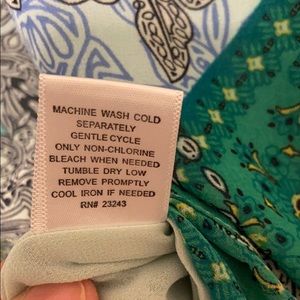 MACHINE WASH COLD
SEPARATELY
GENTLE CYCLE
ONLY NON-CHLORINE
BLEACH WHEN NEEDED
TUMBLE DRY LOW
REMOVE PROMPTLY
COOL IRON IF NEEDED
RN# 23243